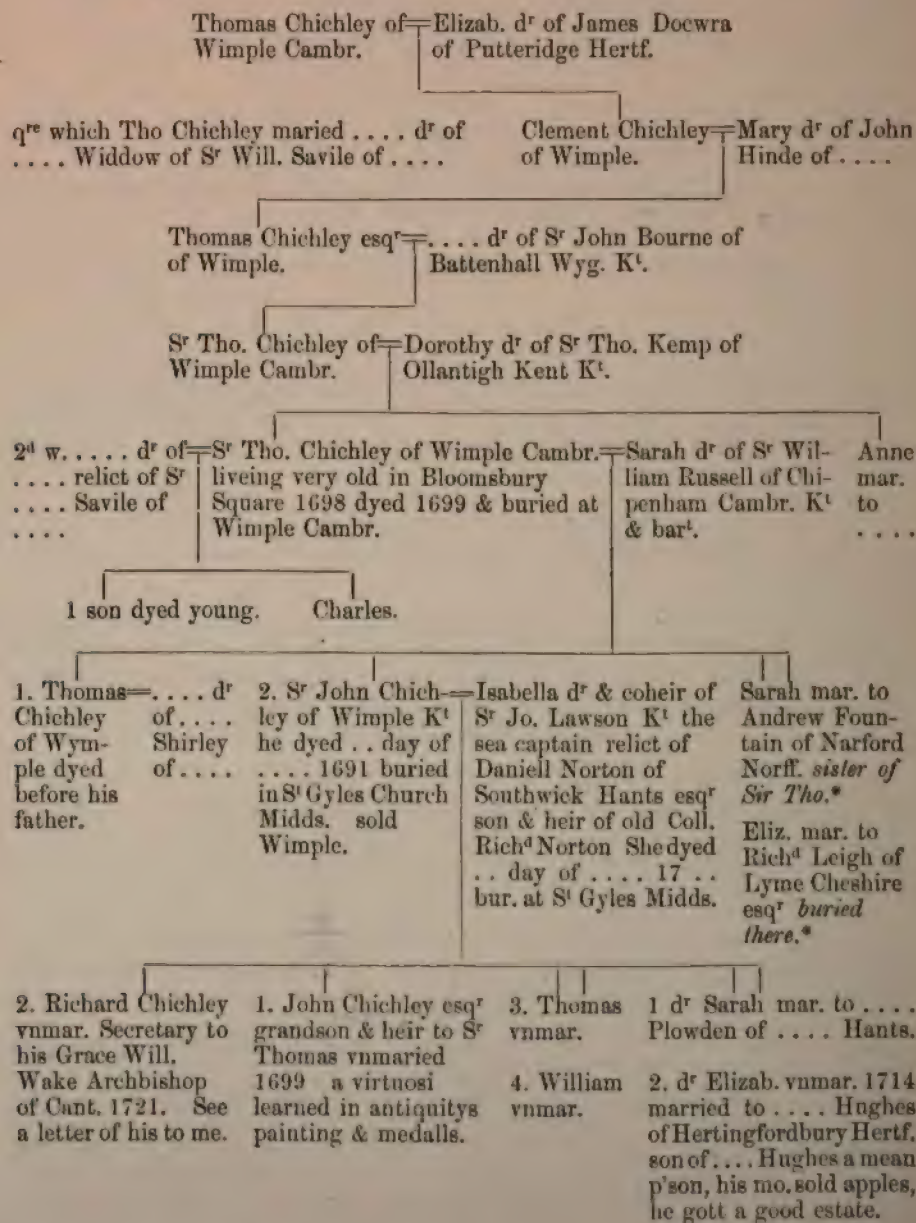 Thomas Chichley of
Wimple Cambr.
Elizab. dʳ of James Docwra
of Putteridge Hertf.
qʳᵉ which Tho Chichley maried . . . . dʳ of
. . . . Widdow of Sʳ Will. Savile of . . . .
Clement Chichley
of Wimple.
Mary dʳ of John
Hinde of . . . .
Thomas Chichley esqʳ
of Wimple.
. . . . dʳ of Sʳ John Bourne of
Battenhall Wyg. Kᵗ.
Sʳ Tho. Chichley of
Wimple Cambr.
Dorothy dʳ of Sʳ Tho. Kemp of
Ollantigh Kent Kᵗ.
2ᵈ w. . . . . dʳ of
. . . . relict of Sʳ
. . . . Savile of
. . . .
Sʳ Tho. Chichley of Wimple Cambr.
liveing very old in Bloomsbury
Square 1698 dyed 1699 & buried at
Wimple Cambr.
Sarah dʳ of Sʳ Wil-
liam Russell of Chi-
penham Cambr. Kᵗ
& barᵗ.
Anne
mar.
to
. . . .
1 son dyed young.
Charles.
1. Thomas
Chichley
of Wym-
ple dyed
before his
father.
. . . . dʳ
of . . . .
Shirley
of . . . .
2. Sʳ John Chich-
ley of Wimple Kᵗ
he dyed . . day of
. . . . 1691 buried
in Sᵗ Gyles Church
Midds. sold
Wimple.
Isabella dʳ & coheir of
Sʳ Jo. Lawson Kᵗ the
sea captain relict of
Daniell Norton of
Southwick Hants esqʳ
son & heir of old Coll.
Richᵈ Norton She dyed
. . day of . . . . 17 . .
bur. at Sᵗ Gyles Midds.
Sarah mar. to
Andrew Foun-
tain of Narford
Norff. sister of
Sir Tho.*
Eliz. mar. to
Richᵈ Leigh of
Lyme Cheshire
esqʳ buried
there.*
2. Richard Chichley
vnmar. Secretary to
his Grace Will.
Wake Archbishop
of Cant. 1721. See
a letter of his to me.
1. John Chichley esqʳ
grandson & heir to Sʳ
Thomas vnmaried
1699 a virtuosi
learned in antiquitys
painting & medalls.
3. Thomas
vnmar.
4. William
vnmar.
1 dʳ Sarah mar. to . . . .
Plowden of . . . . Hants.
2. dʳ Elizab. vnmar. 1714
married to . . . . Hughes
of Hertingfordbury Hertf.
son of . . . . Hughes a mean
p'son, his mo. sold apples,
he gott a good estate.